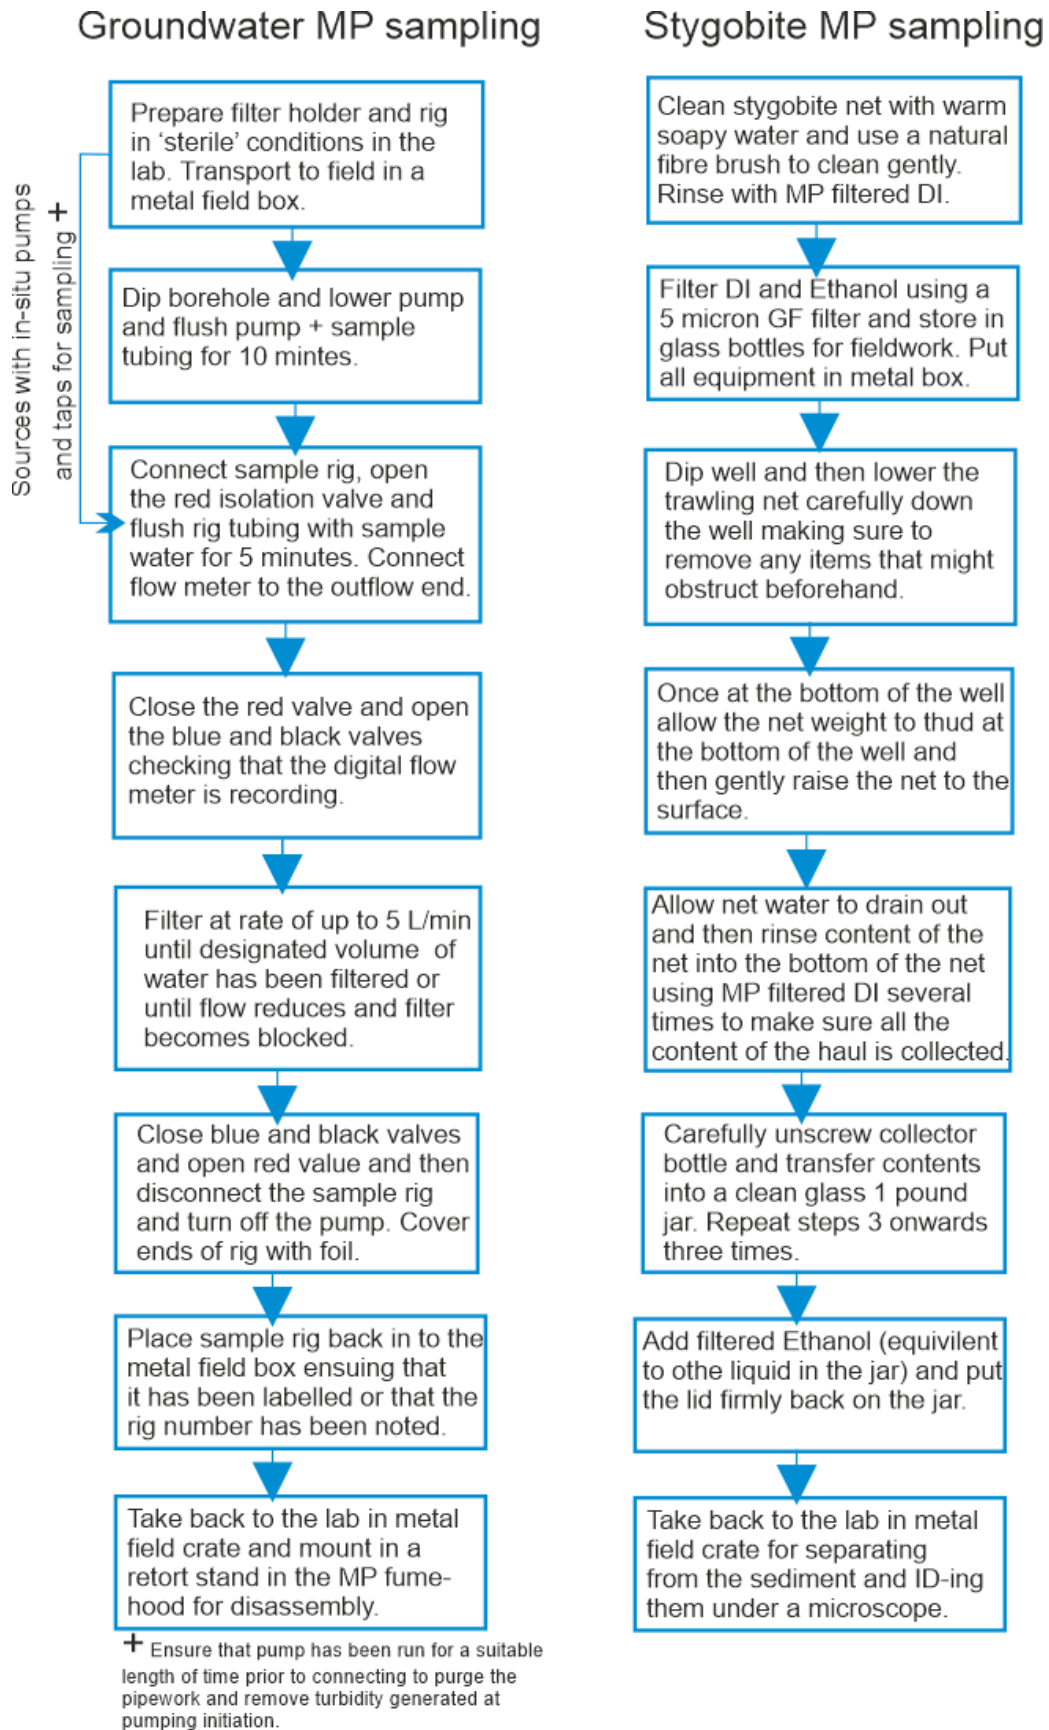 Groundwater MP sampling
Prepare filter holder and rig
in ‘sterile’ conditions in the
lab. Transport to field in a
metal field box.
Sources with in-situ pumps
and taps for sampling +
Dip borehole and lower pump
and flush pump + sample
tubing for 10 mintes.
Connect sample rig, open
the red isolation valve and
flush rig tubing with sample
water for 5 minutes. Connect
flow meter to the outflow end.
Close the red valve and open
the blue and black valves
checking that the digital flow
meter is recording.
Filter at rate of up to 5 L/min
until designated volume of
water has been filtered or
until flow reduces and filter
becomes blocked.
Close blue and black valves
and open red value and then
disconnect the sample rig
and turn off the pump. Cover
ends of rig with foil.
Place sample rig back in to the
metal field box ensuing that
it has been labelled or that the
rig number has been noted.
Take back to the lab in metal
field crate and mount in a
retort stand in the MP fume-
hood for disassembly.
+ Ensure that pump has been run for a suitable
length of time prior to connecting to purge the
pipework and remove turbidity generated at
pumping initiation.
Stygobite MP sampling
Clean stygobite net with warm
soapy water and use a natural
fibre brush to clean gently.
Rinse with MP filtered DI.
Filter DI and Ethanol using a
5 micron GF filter and store in
glass bottles for fieldwork. Put
all equipment in metal box.
Dip well and then lower the
trawling net carefully down
the well making sure to
remove any items that might
obstruct beforehand.
Once at the bottom of the well
allow the net weight to thud at
the bottom of the well and
then gently raise the net to the
surface.
Allow net water to drain out
and then rinse content of the
net into the bottom of the net
using MP filtered DI several
times to make sure all the
content of the haul is collected.
Carefully unscrew collector
bottle and transfer contents
into a clean glass 1 pound
jar. Repeat steps 3 onwards
three times.
Add filtered Ethanol (equivilent
to othe liquid in the jar) and put
the lid firmly back on the jar.
Take back to the lab in metal
field crate for separating
from the sediment and ID-ing
them under a microscope.